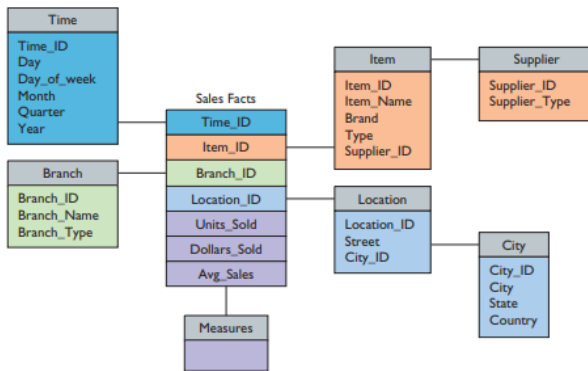 Time
Time_ID
Day
Day_of_week
Month
Quarter
Year
Branch
Branch_ID
Branch_Name
Branch_Type
Sales Facts
Time_ID
Item_ID
Branch_ID
Location_ID
Units_Sold
Dollars_Sold
Avg_Sales
Measures
Item
Item_ID
Item_Name
Brand
Type
Supplier_ID
Supplier
Supplier_ID
Supplier_Type
Location
Location_ID
Street
City_ID
City
City_ID
City
State
Country